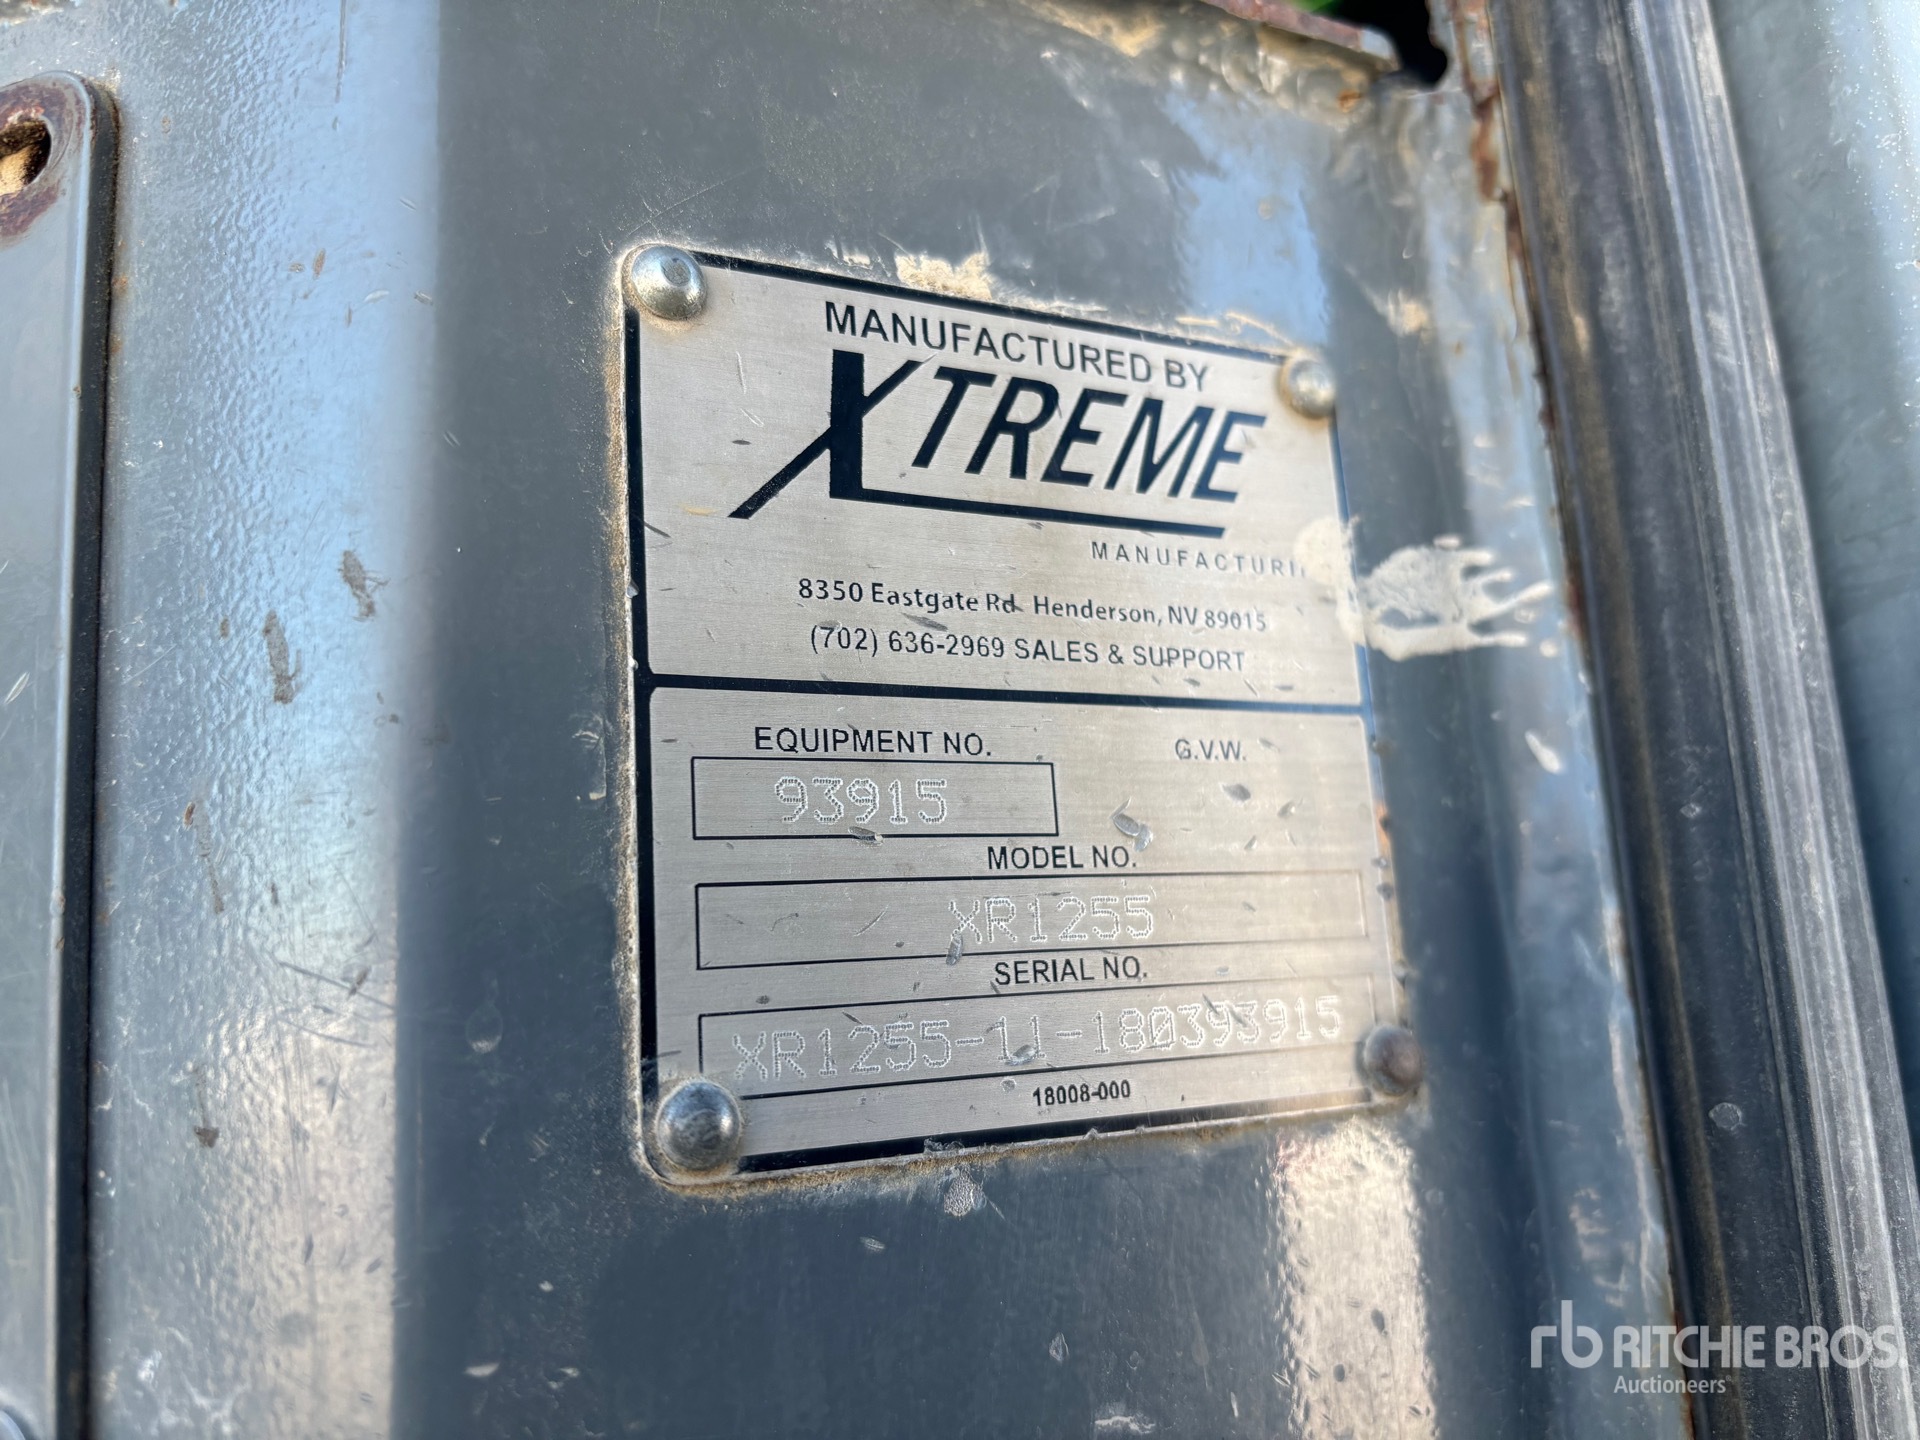 MANUFACTURED BY
XTREME
8350 Eastgate Rd Henderson, NV 89015
(702) 636-2969 SALES & SUPPORT
EQUIPMENT NO.
G.V.W.
93915
MODEL NO.
XR1255
SERIAL NO.
XR1255-11-180393915
18008-000
rb RITCHIE BROS.
Auctioneers